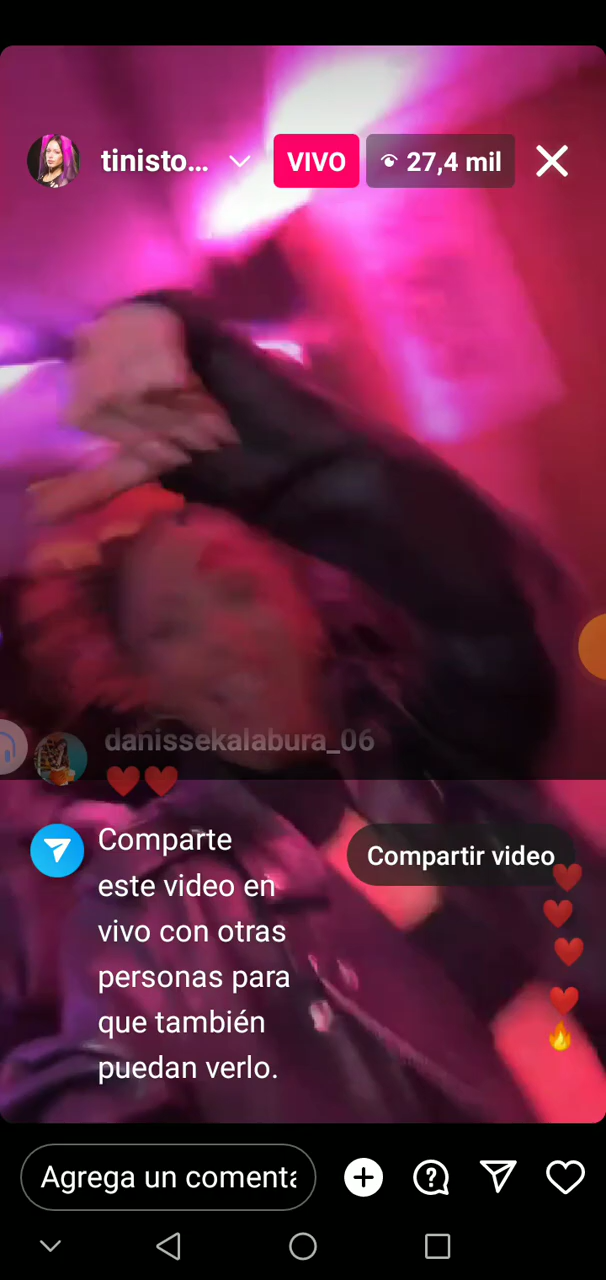 tinisto...
VIVO
27,4 mil
danissekalabura_06
Comparte
este video en
vivo con otras
personas para
que también
puedan verlo.
Compartir video
Agrega un comenta